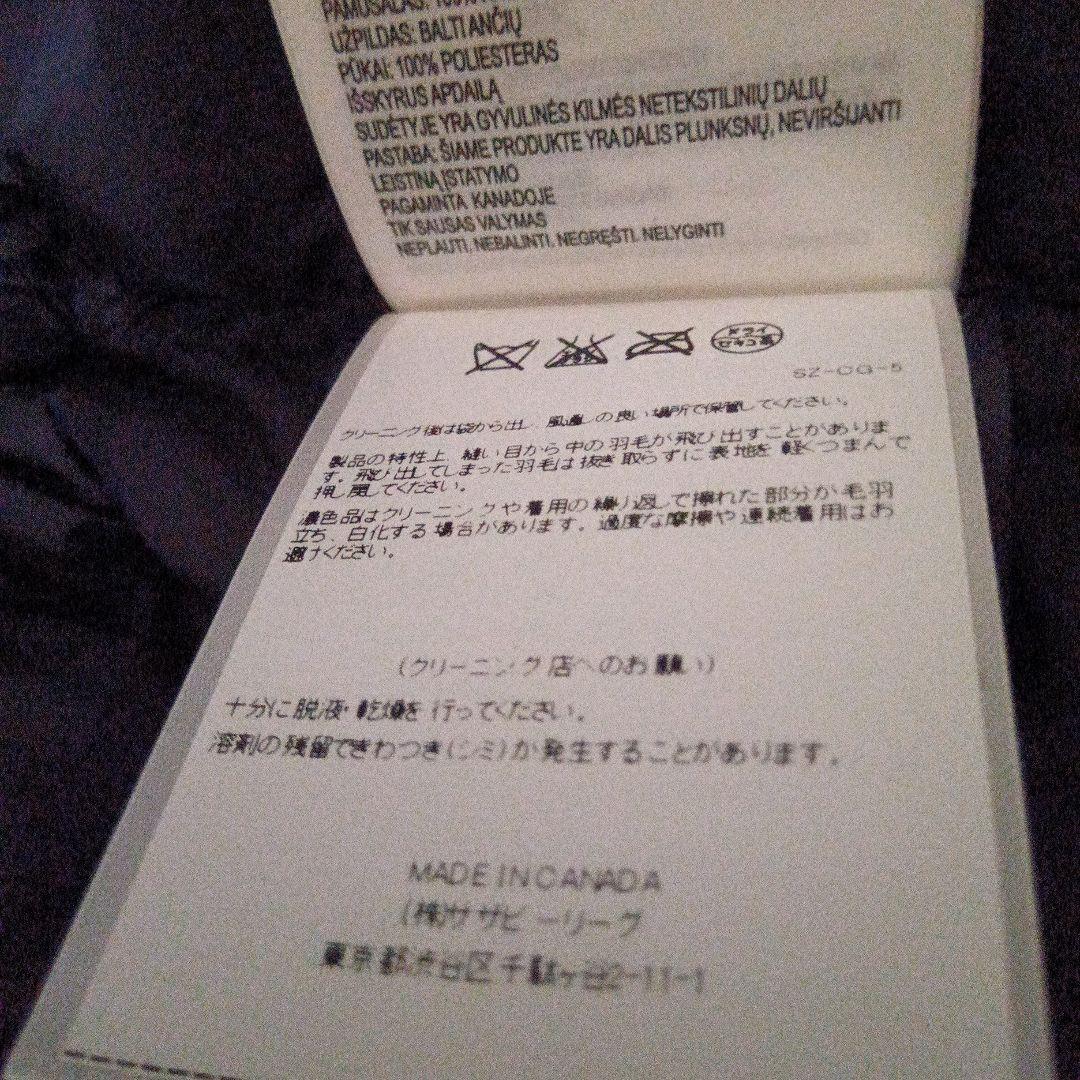 PAMUŠALAS: 100%
UŽPILDAS: BALTI ANČIŲ
PŪKAI: 100% POLIESTERAS
IŠSKYRUS APDAILĄ
SUDĖTYJE YRA GYVULINĖS KILMĖS NETEKSTILINIŲ DALIŲ
PASTABA: ŠIAME PRODUKTE YRA DALIS PLUNKSNŲ, NEVIRŠIJANTI
LEISTINA ĮSTATYMO
PAGAMINTA KANADOJE
TIK SAUSAS VALYMAS
NEPLAUTI, NEBALINTI, NEGRĘŠTI, NELYGINTI
SZ-CG-5
クリーニング後は袋から出し、風通しの良い場所で保管してください。
製品の特性上、縫い目から中の羽毛が飛び出すことがありま
す。飛び出してしまった羽毛は抜き取らずに表地を軽くつまんで
押し戻してください。
濃色品はクリーニングや着用の繰り返しで擦れた部分が毛羽
立ち、白化する場合があります。過度な摩擦や連続着用はお
避けください。
(クリーニング店へのお願い)
十分に脱液・乾燥を行ってください。
溶剤の残留できわつき(シミ)が発生することがあります。
MADE IN CANADA
(株)サザビーリーグ
東京都渋谷区千駄ヶ谷2-11-1